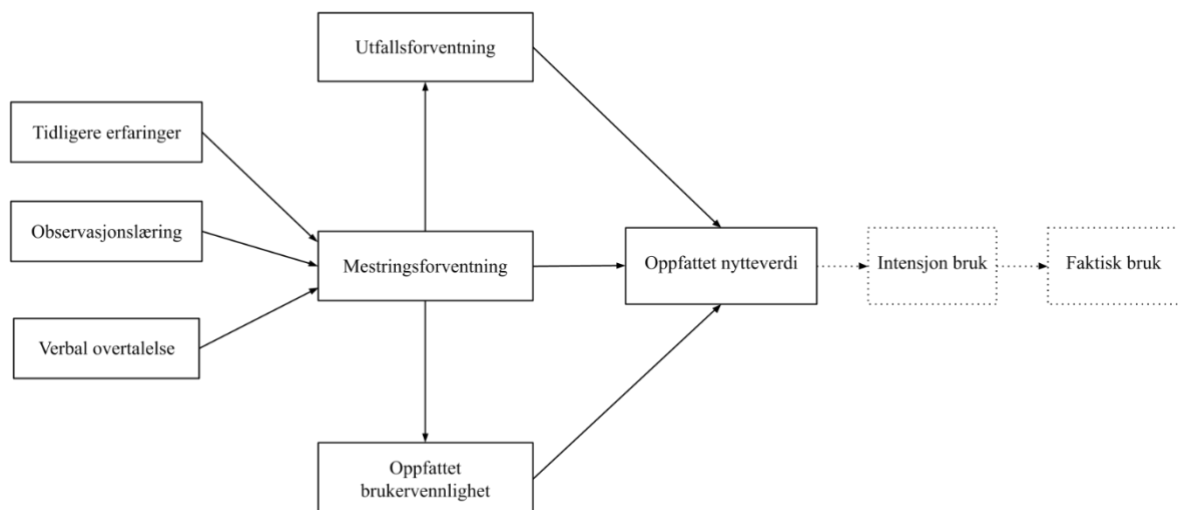 Utfallsforventning
Tidligere erfaringer
Observasjonslæring
Verbal overtalelse
Mestringsforventning
Oppfattet
brukervennlighet
Oppfattet nytteverdi
Intensjon bruk
Faktisk bruk